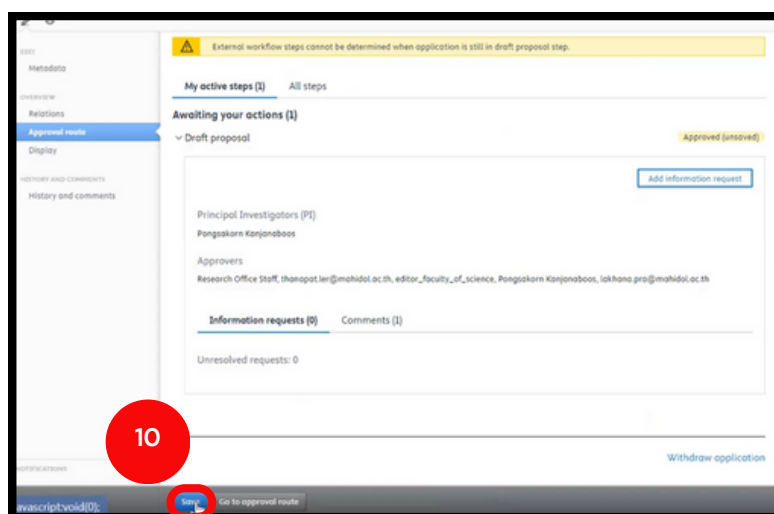 External workflow steps cannot be determined when application is still in draft proposal step.
EDIT
Metadata
OVERVIEW
Relations
Approval route
Display
HISTORY AND COMMENTS
History and comments
My active steps (1) All steps
Awaiting your actions (1)
Draft proposal Approved (unsaved)
Add information request
Principal Investigators (PI)
Pongsakorn Kanjanaboos
Approvers
Research Office Staff, thanapat.ler@mahidol.ac.th, editor_faculty_of_science, Pongsakorn Kanjanaboos, lakhana.pra@mahidol.ac.th
Information requests (0) Comments (1)
Unresolved requests: 0
10
Withdraw application
NOTIFICATIONS
avascript:void(0);
Save Go to approval route